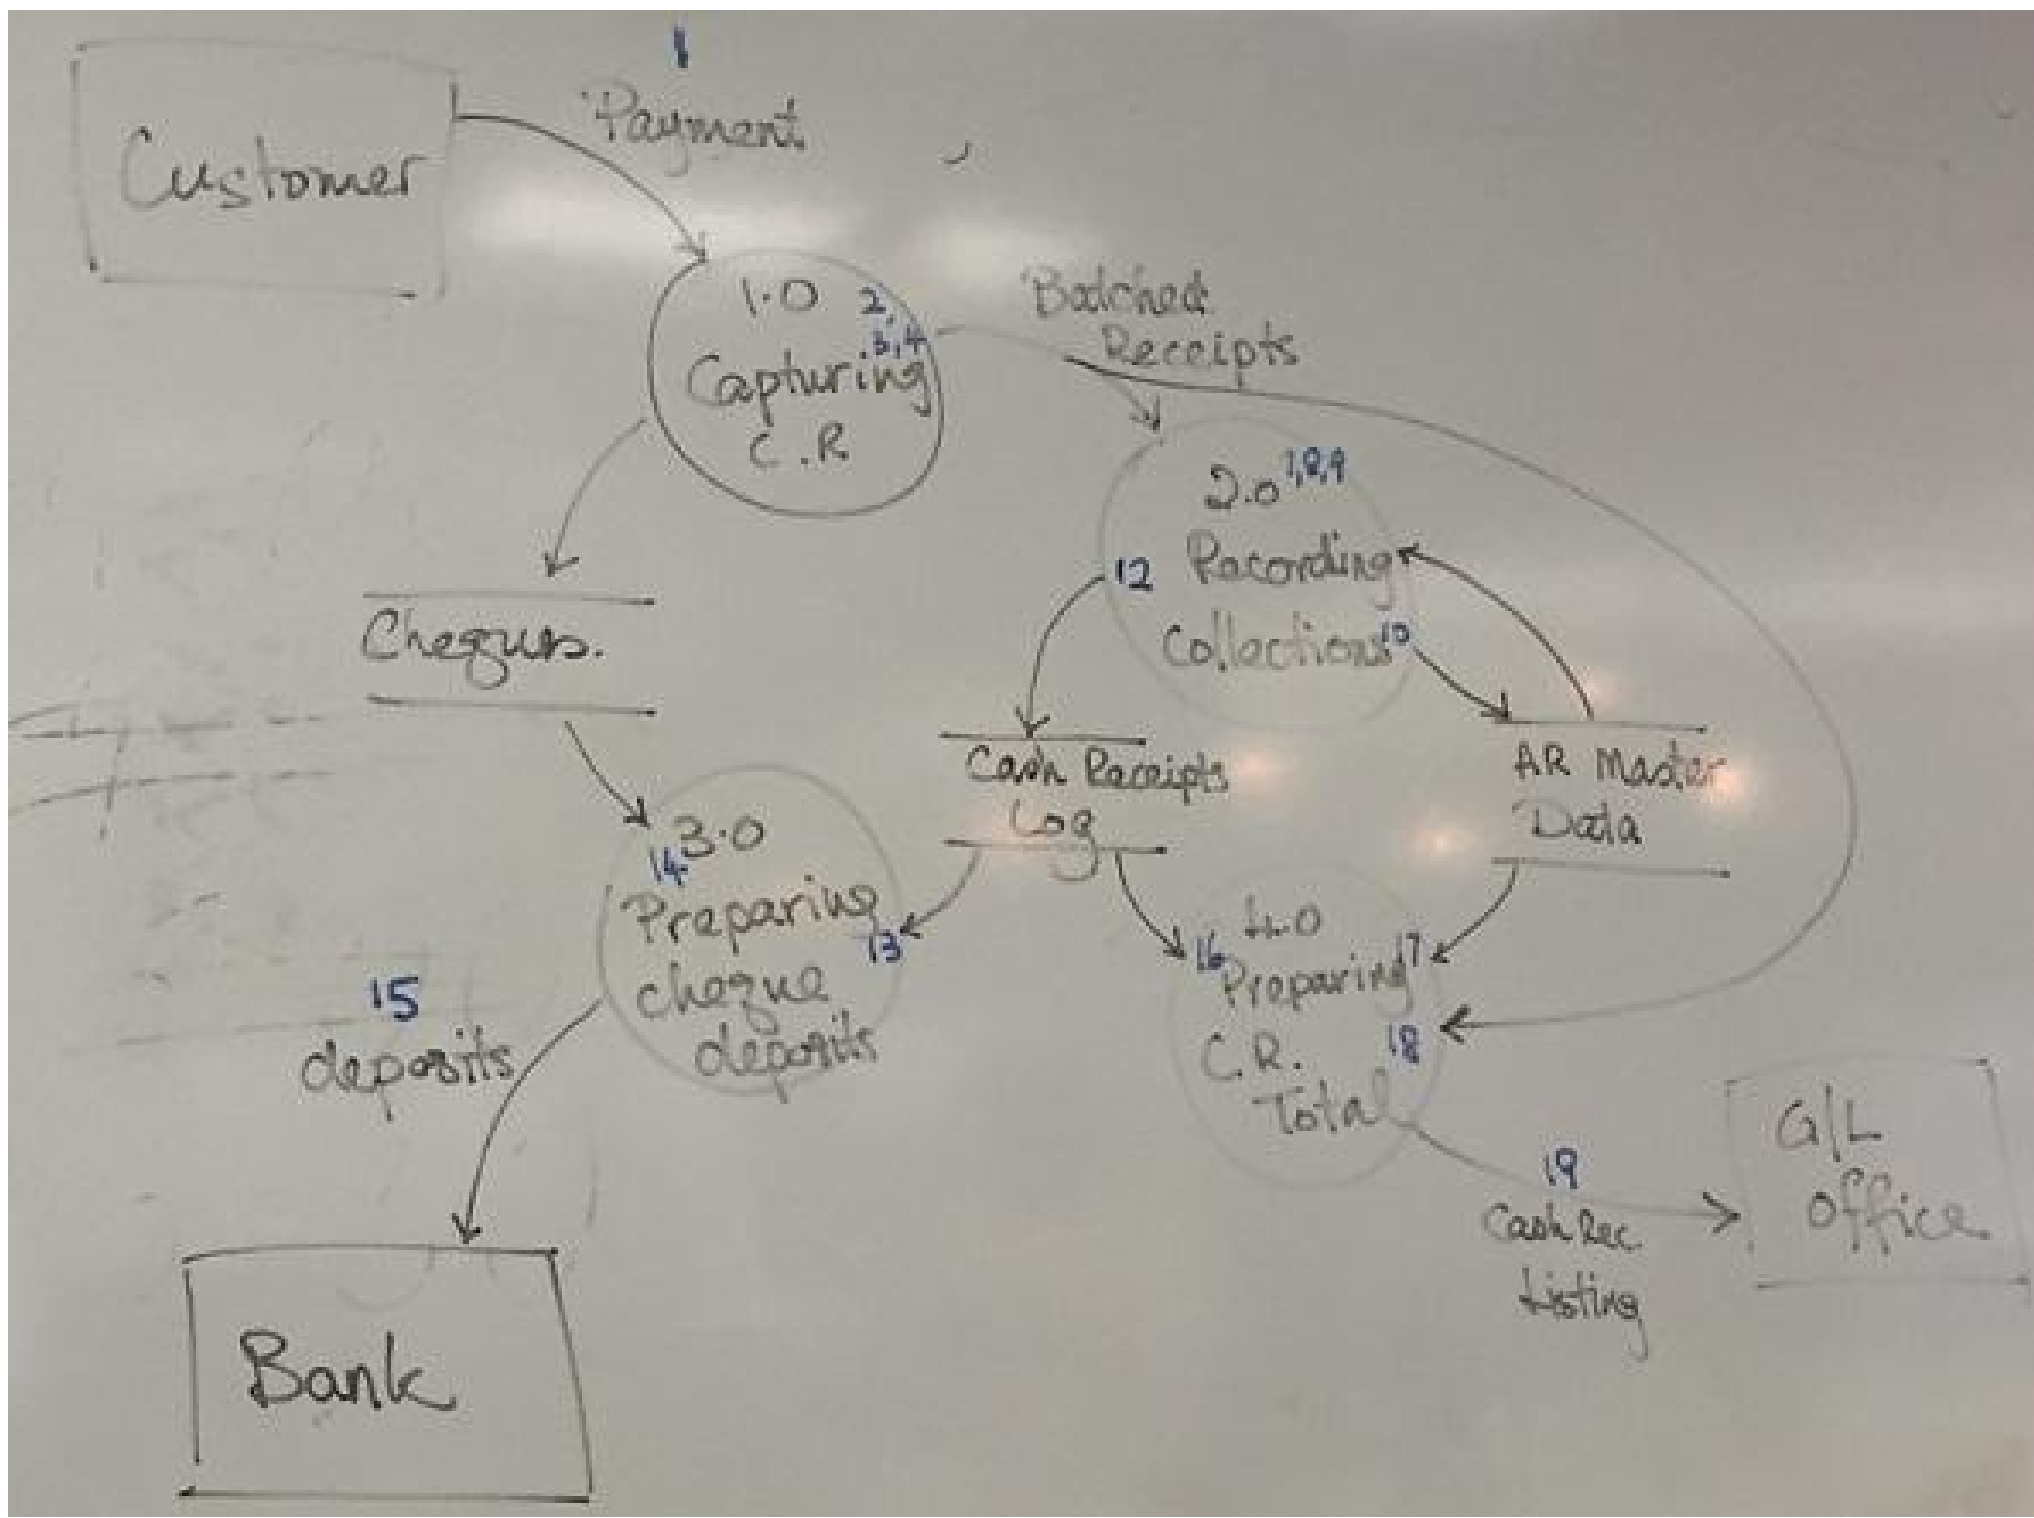 1
Payment
Customer
1.0 2,
3,4
Capturing
C.R
Batched
Receipts
2.0 1,8,9
12 Recording
Collections 10
Cheques.
Cash Receipts
Log
AR Master
Data
3.0
14
Preparing
13
cheque
deposits
4.0
16 Preparing 17
C.R. 18
Total
15
deposits
19
Cash Rec
Listing
G/L
Office
Bank